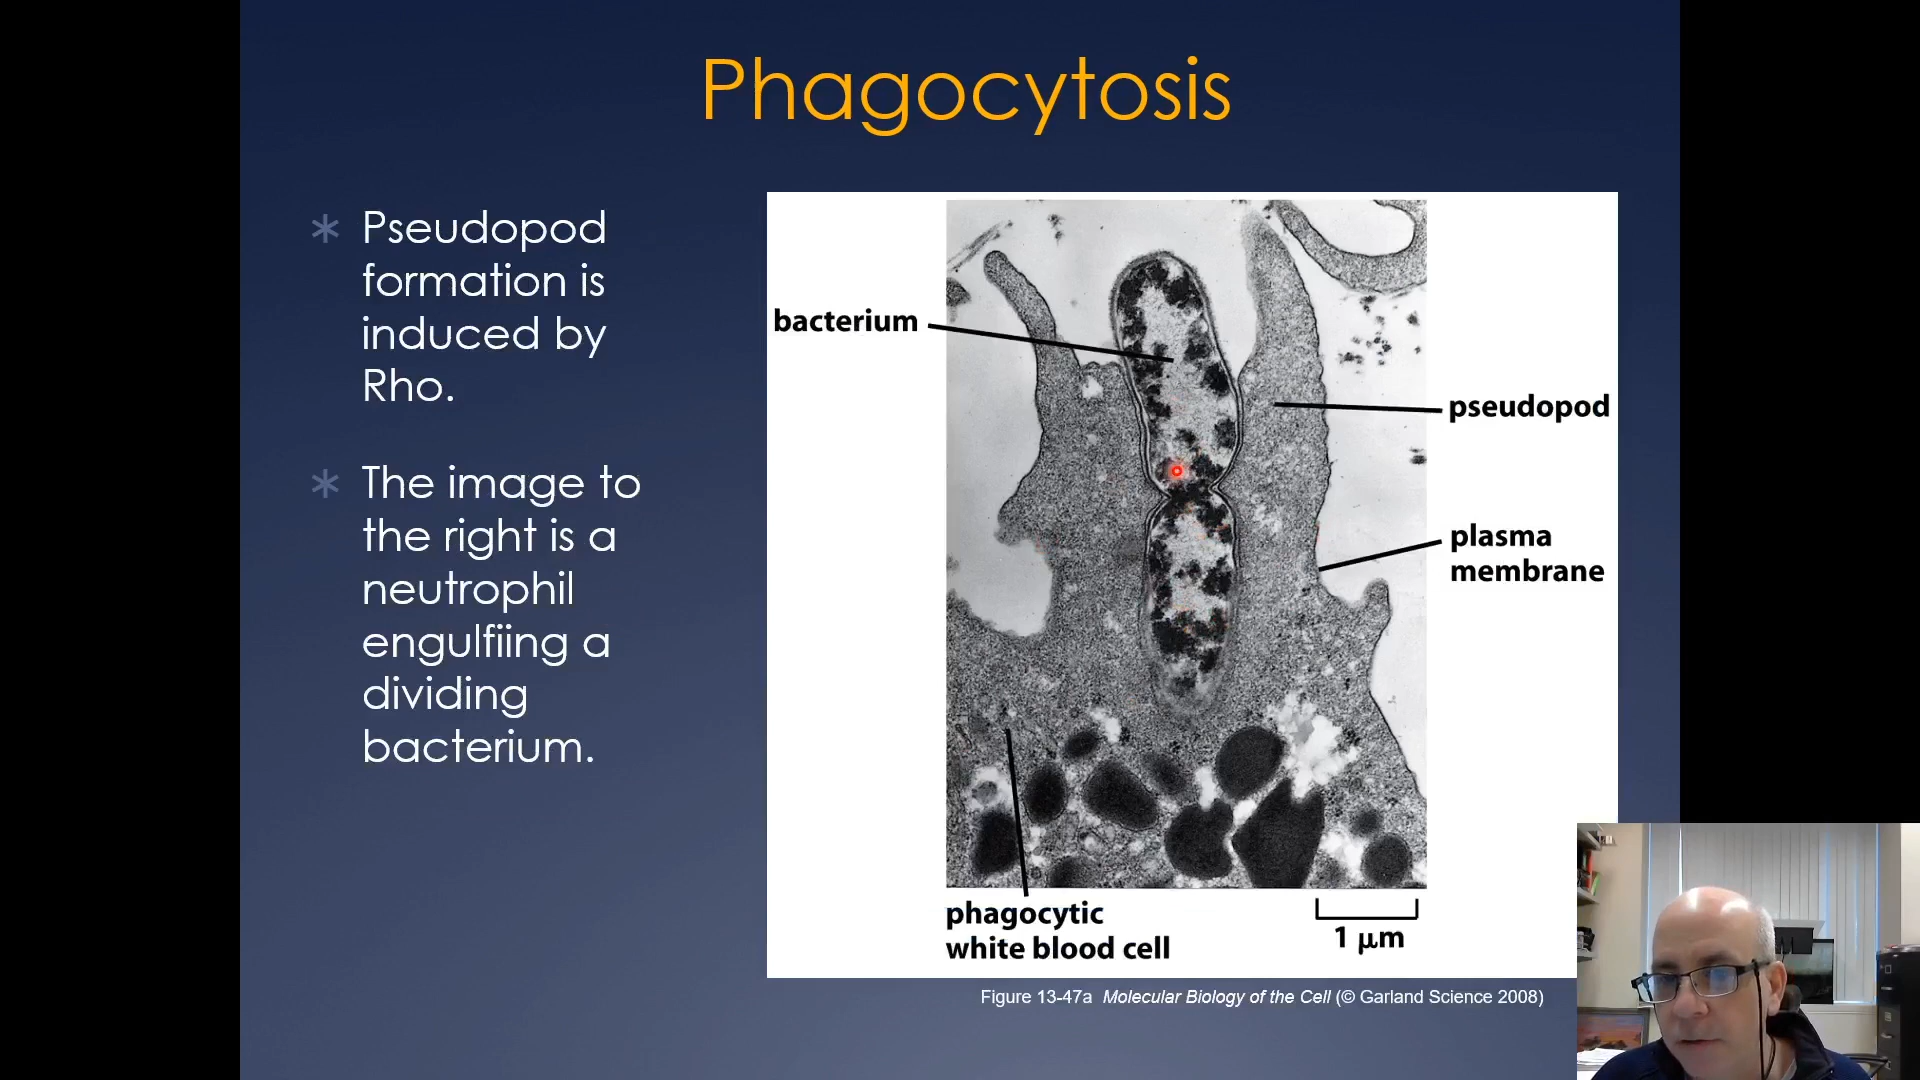 Phagocytosis
Pseudopod
formation is
induced by
Rho.
The image to
the right is a
neutrophil
engulfiing a
dividing
bacterium.
bacterium
pseudopod
plasma
membrane
phagocytic
white blood cell
1 μm
Figure 13-47a Molecular Biology of the Cell (© Garland Science 2008)